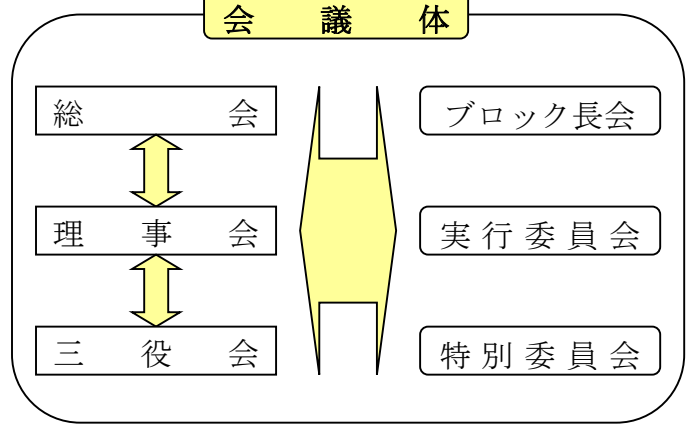 会議体
総会
理事会
三役会
ブロック長会
実行委員会
特別委員会